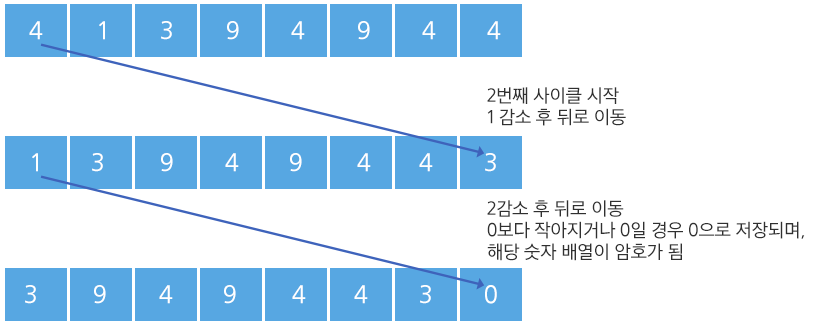 4 1 3 9 4 9 4 4
2번째 사이클 시작
1 감소 후 뒤로 이동
1 3 9 4 9 4 4 3
2감소 후 뒤로 이동
0보다 작아지거나 0일 경우 0으로 저장되며,
해당 숫자 배열이 암호가 됨
3 9 4 9 4 4 3 0